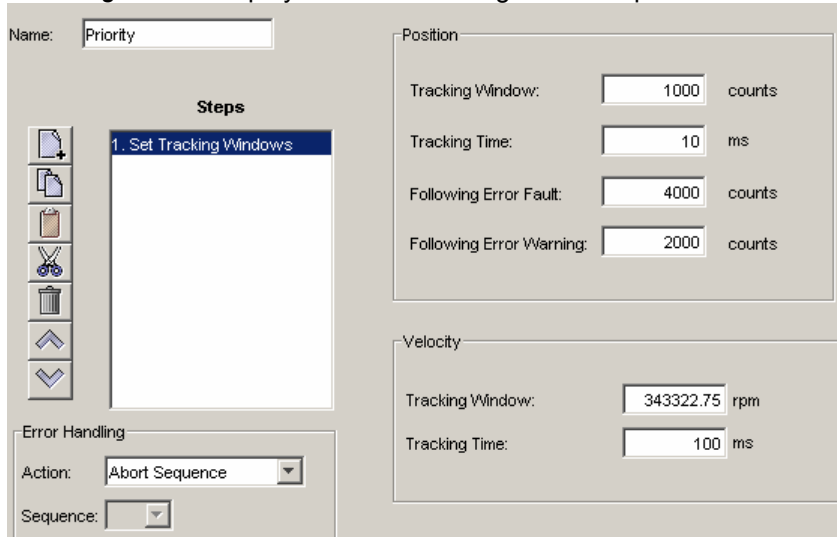 Name: Priority
Steps
1. Set Tracking Windows
Error Handling
Action: Abort Sequence
Sequence:
Position
Tracking Window: 1000 counts
Tracking Time: 10 ms
Following Error Fault: 4000 counts
Following Error Warning: 2000 counts
Velocity
Tracking Window: 343322.75 rpm
Tracking Time: 100 ms